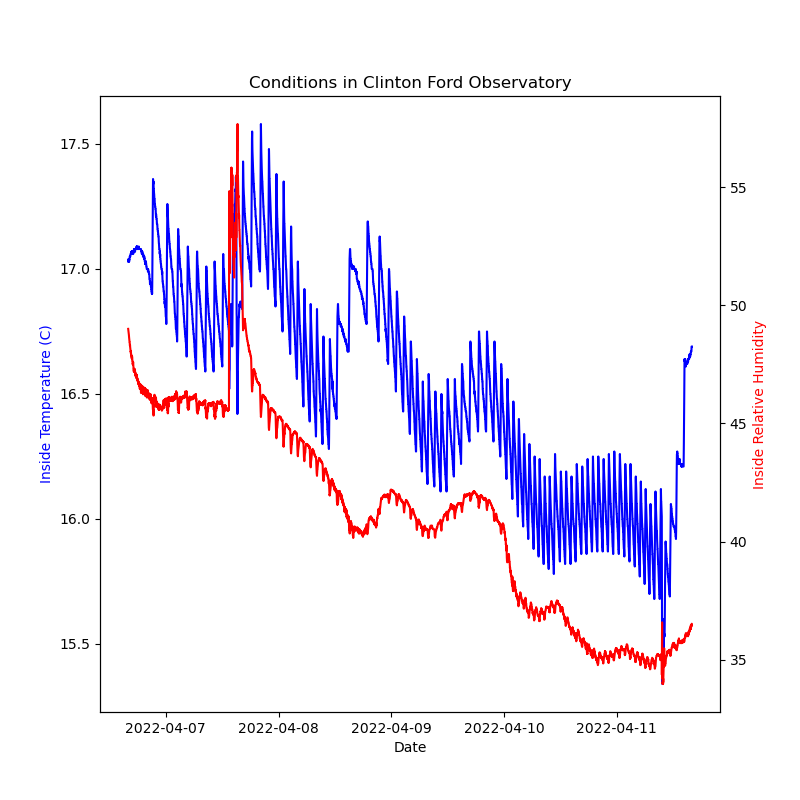 Conditions in Clinton Ford Observatory
Inside Temperature (C)
17.5
17.0
16.5
16.0
15.5
55
50
45
40
35
Inside Relative Humidity
2022-04-07 2022-04-08 2022-04-09 2022-04-10 2022-04-11
Date